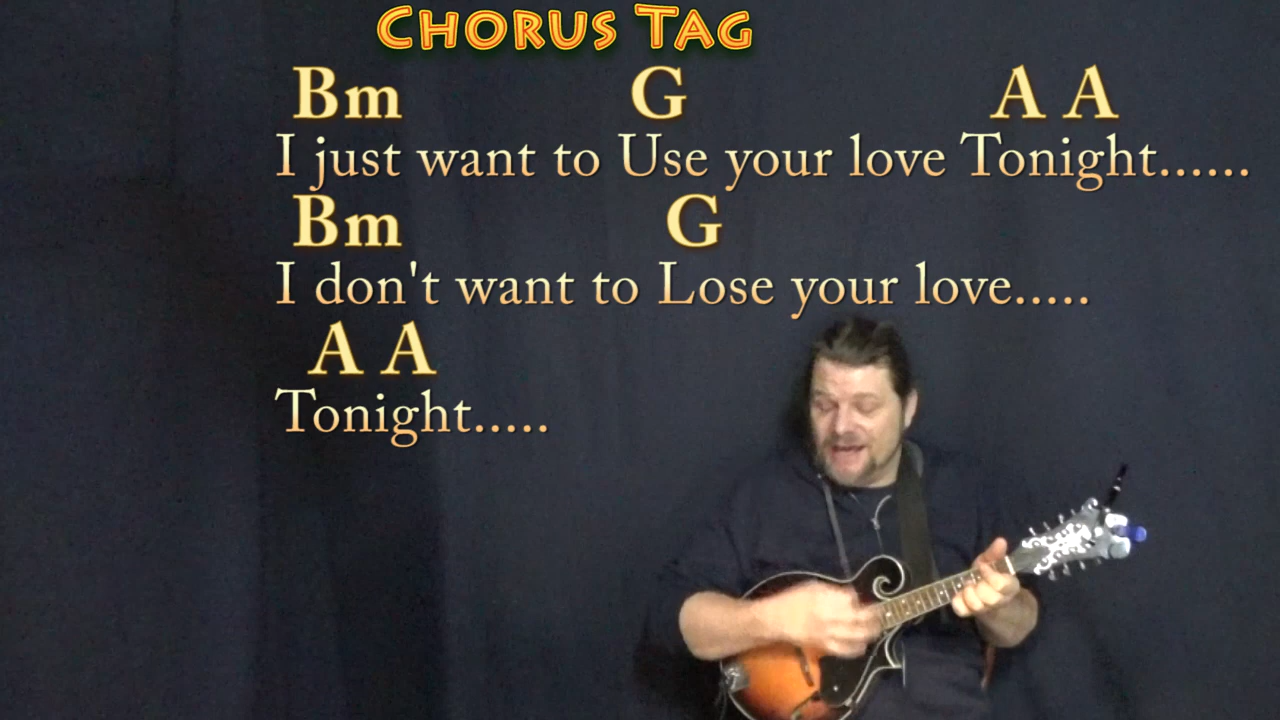 Chorus Tag
Bm G A A
I just want to Use your love Tonight......
Bm G
I don't want to Lose your love.....
A A
Tonight.....